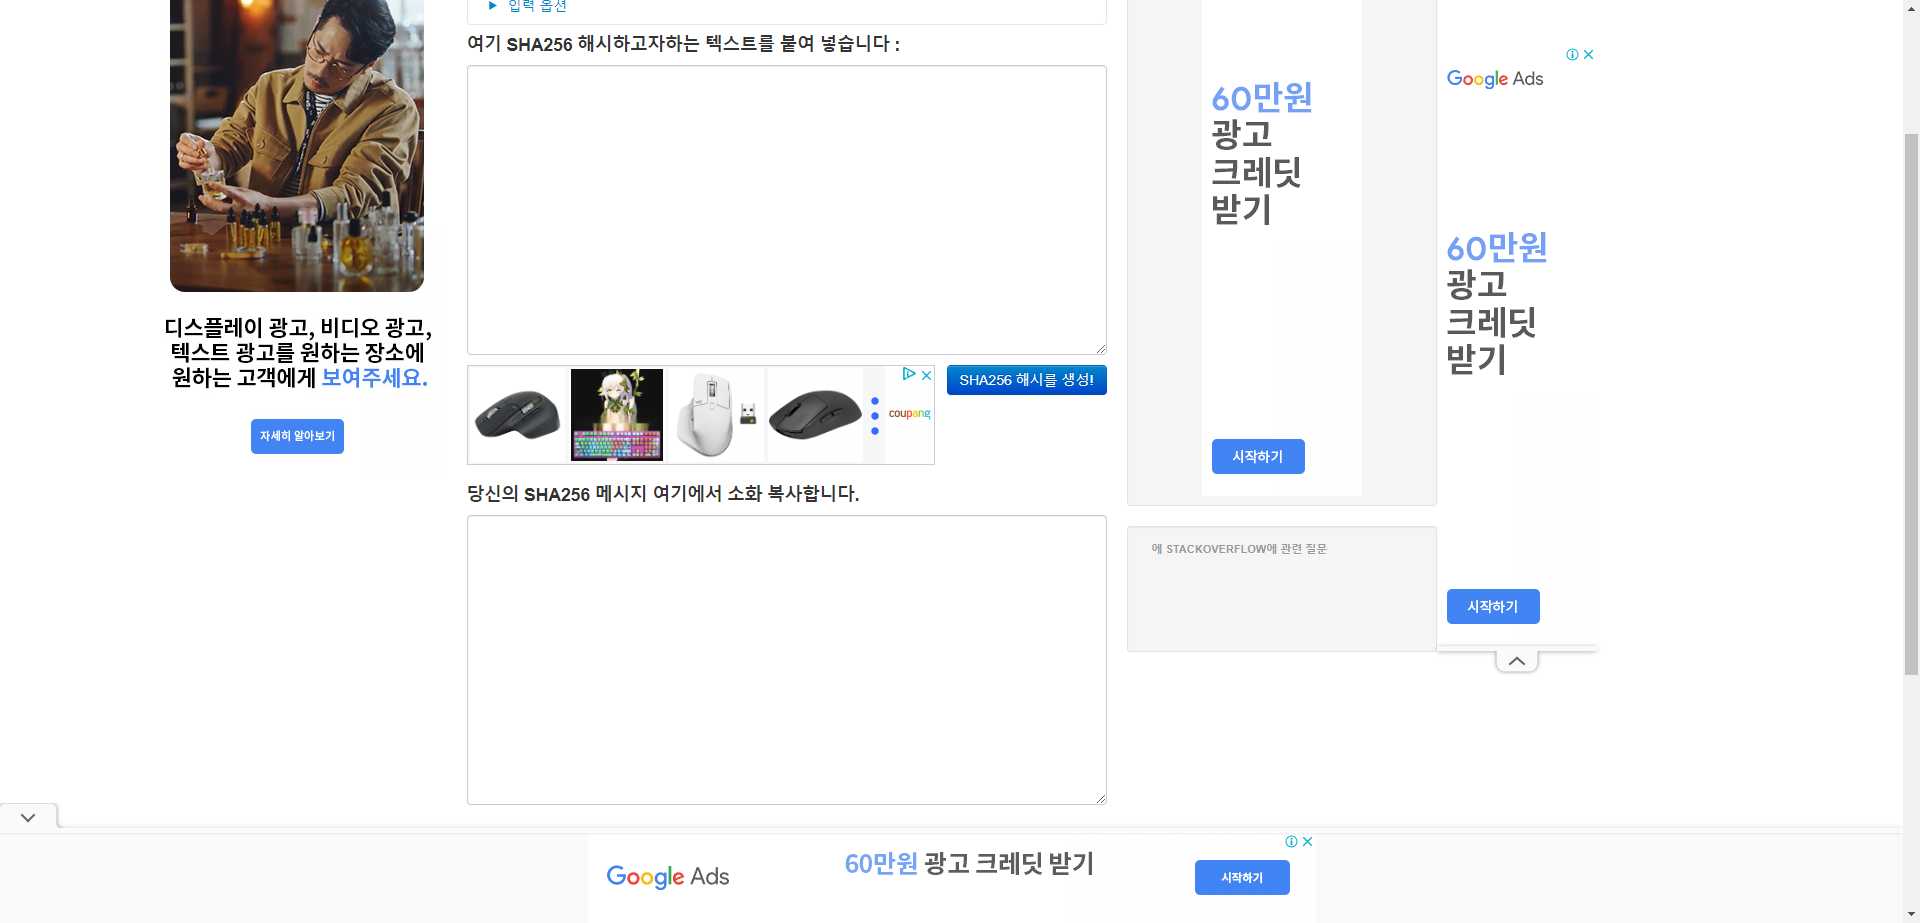 입력 옵션
여기 SHA256 해시하고자하는 텍스트를 붙여 넣습니다 :
디스플레이 광고, 비디오 광고,
텍스트 광고를 원하는 장소에
원하는 고객에게 보여주세요.
자세히 알아보기
coupang
SHA256 해시를 생성!
당신의 SHA256 메시지 여기에서 소화 복사합니다.
60만원
광고
크레딧
받기
시작하기
에 STACKOVERFLOW에 관련 질문
Google Ads
60만원
광고
크레딧
받기
시작하기
Google Ads
60만원 광고 크레딧 받기
시작하기